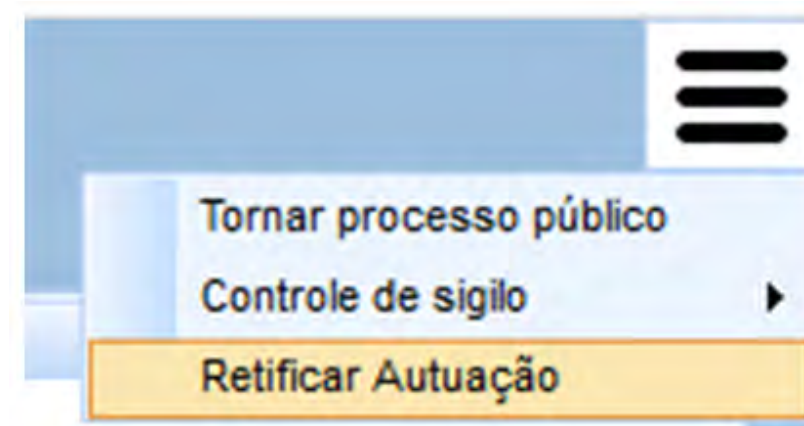 Tornar processo público
Controle de sigilo
Retificar Autuação